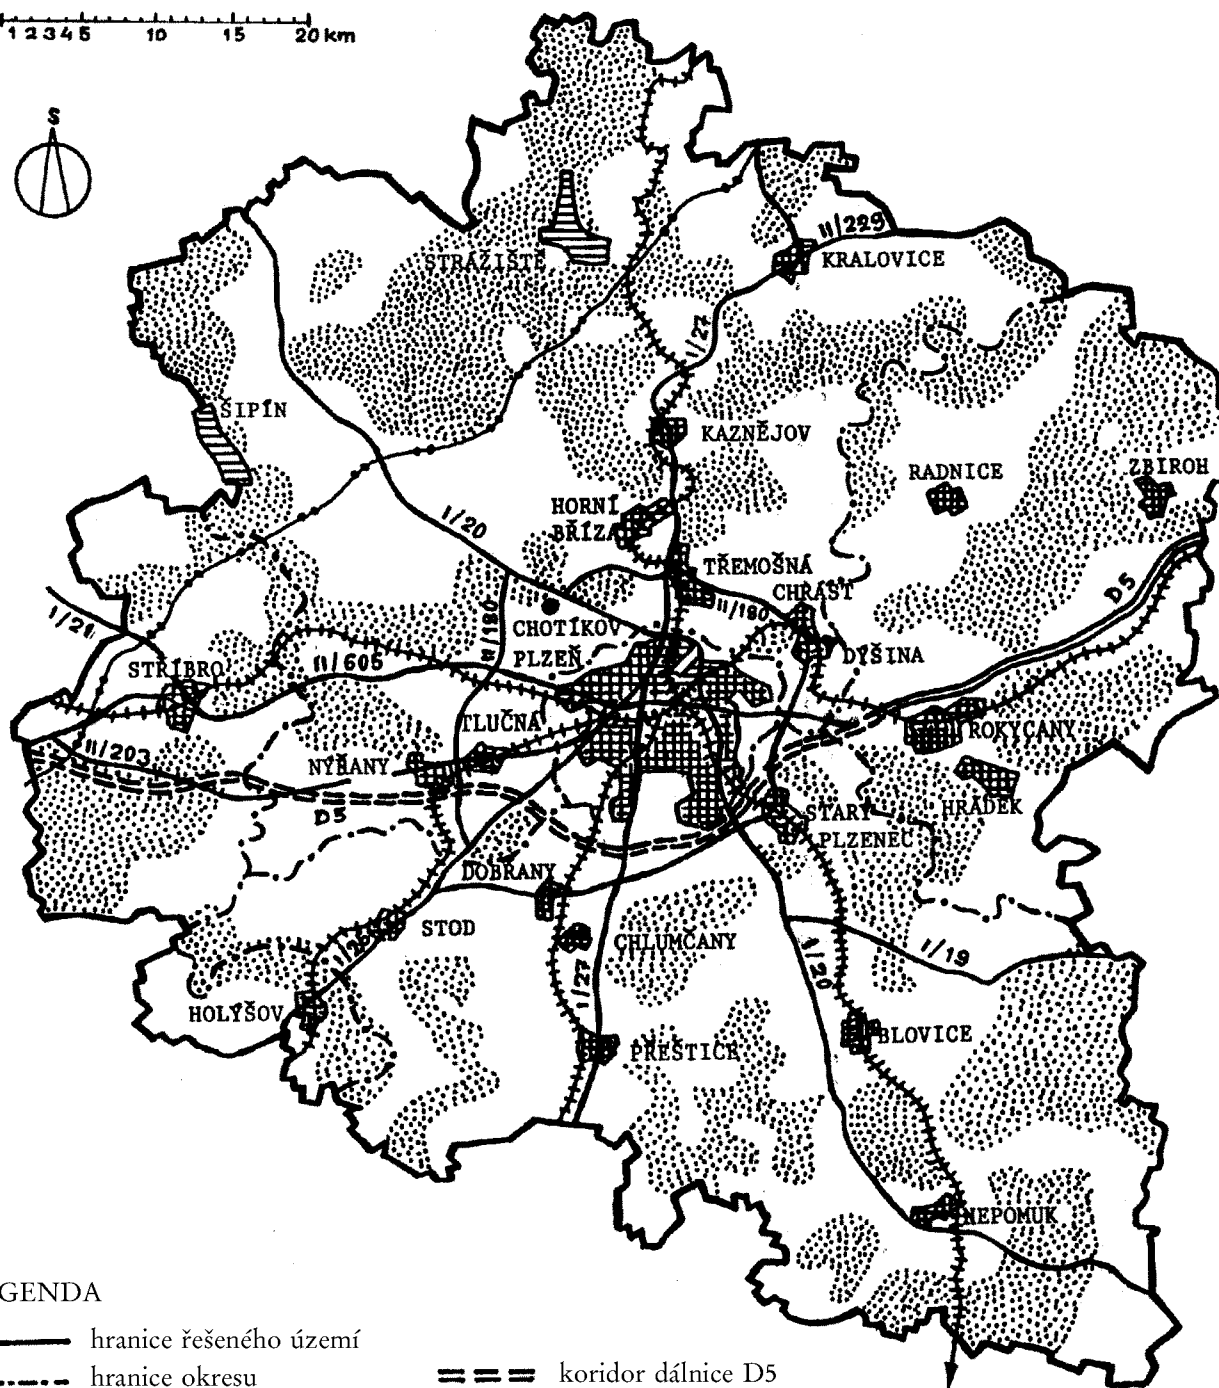 1 2 3 4 5 10 15 20 km
S
II/229
STRÁŽIŠTĚ
KRALOVICE
I/27
ŠIPÍN
KAZNĚJOV
RADNICE
ZBIROH
HORNÍ
BŘÍZA
I/20
TŘEMOŠNÁ
CHRÁST
D5
II/180
II/180
I/21
CHOTÍKOV
PLZEŇ
DÝŠINA
STŘÍBRO
II/605
TLUČNÁ
ROKYCANY
II/203
NÝŘANY
HRÁDEK
D5
STARÝ
PLZENEC
DOBŘANY
STOD
CHLUMČANY
I/19
I/26
I/27
I/20
HOLÝŠOV
BLOVICE
PŘEŠTICE
NEPOMUK
GENDA
hranice řešeného území
hranice okresu
koridor dálnice D5